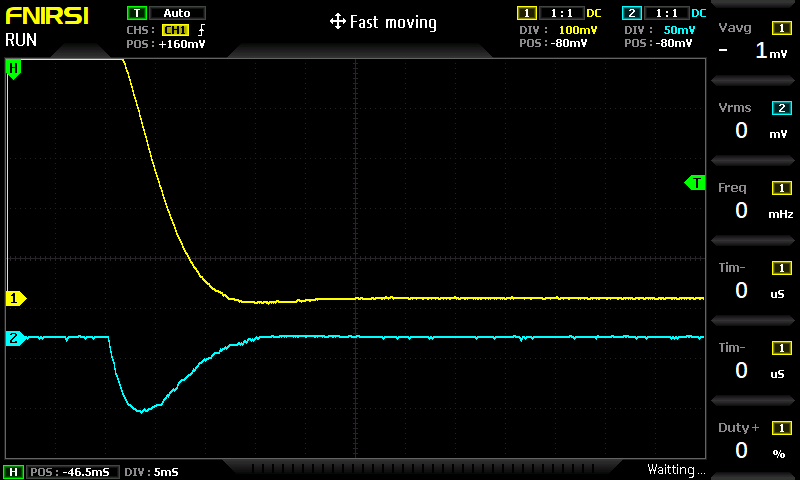 FNIRSI
RUN
T Auto
CHS: CH1
POS: +160mV
Fast moving
1 1:1 DC
DIV: 100mV
POS: -80mV
2 1:1 DC
DIV: 50mV
POS: -80mV
H
T
1
2
Vavg 1
- 1 mV
Vrms 2
0 mV
Freq 1
0 mHz
Tim- 1
0 uS
Tim- 1
0 uS
Duty+ 1
0 %
H POS: -46.5mS DIV: 5mS
Waitting...